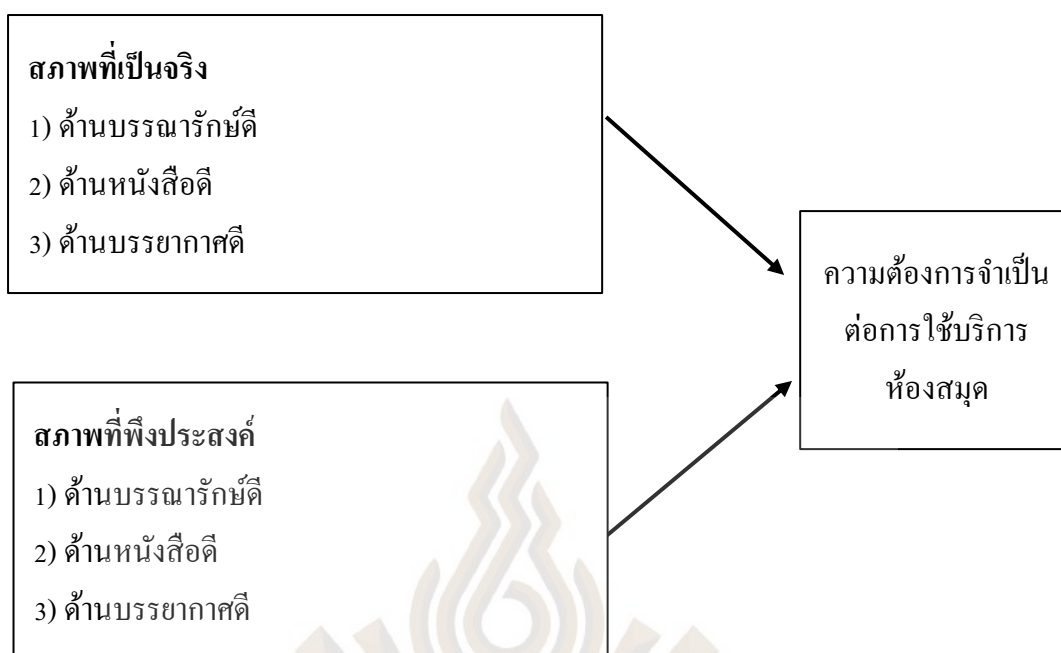 สภาพที่เป็นจริง
1) ด้านบรรณารักษ์ดี
2) ด้านหนังสือดี
3) ด้านบรรยากาศดี
ความต้องการจำเป็น
ต่อการใช้บริการ
ห้องสมุด
สภาพที่พึงประสงค์
1) ด้านบรรณารักษ์ดี
2) ด้านหนังสือดี
3) ด้านบรรยากาศดี